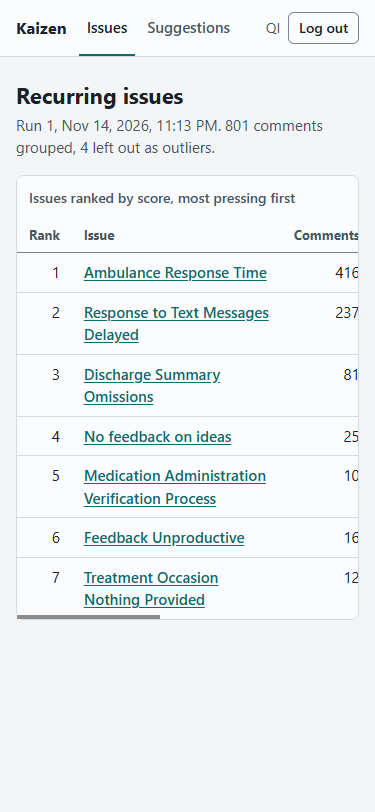 Kaizen Issues Suggestions QI Log out
Recurring issues
Run 1, Nov 14, 2026, 11:13 PM. 801 comments
grouped, 4 left out as outliers.
Issues ranked by score, most pressing first
Rank Issue Comments
1 Ambulance Response Time 416
2 Response to Text Messages 237
Delayed
3 Discharge Summary 81
Omissions
4 No feedback on ideas 25
5 Medication Administration 10
Verification Process
6 Feedback Unproductive 16
7 Treatment Occasion 12
Nothing Provided